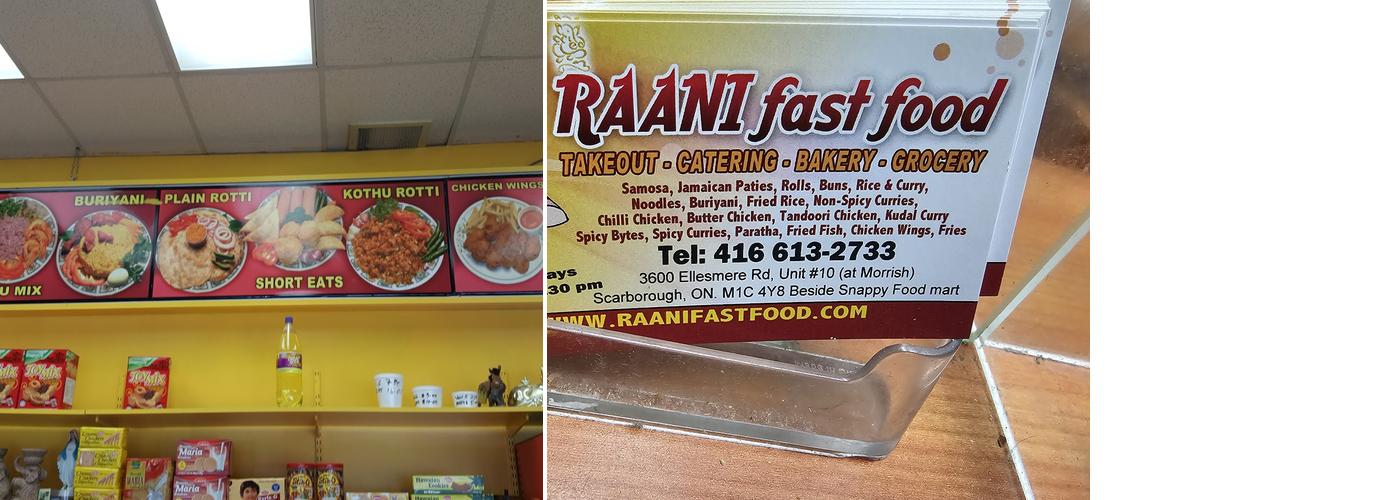 BURIYANI
PLAIN ROTTI
KOTHU ROTTI
CHICKEN WINGS
U MIX
SHORT EATS
JOY MIX
Maria
Maria
Hawaiian
Cookies
RAANI fast food
TAKEOUT - CATERING - BAKERY - GROCERY
Samosa, Jamaican Paties, Rolls, Buns, Rice & Curry,
Noodles, Buriyani, Fried Rice, Non-Spicy Curries,
Chilli Chicken, Butter Chicken, Tandoori Chicken, Kudal Curry
Spicy Bytes, Spicy Curries, Paratha, Fried Fish, Chicken Wings, Fries
Tel: 416 613-2733
ays
30 pm
3600 Ellesmere Rd, Unit #10 (at Morrish)
Scarborough, ON. M1C 4Y8 Beside Snappy Food mart
WWW.RAANIFASTFOOD.COM